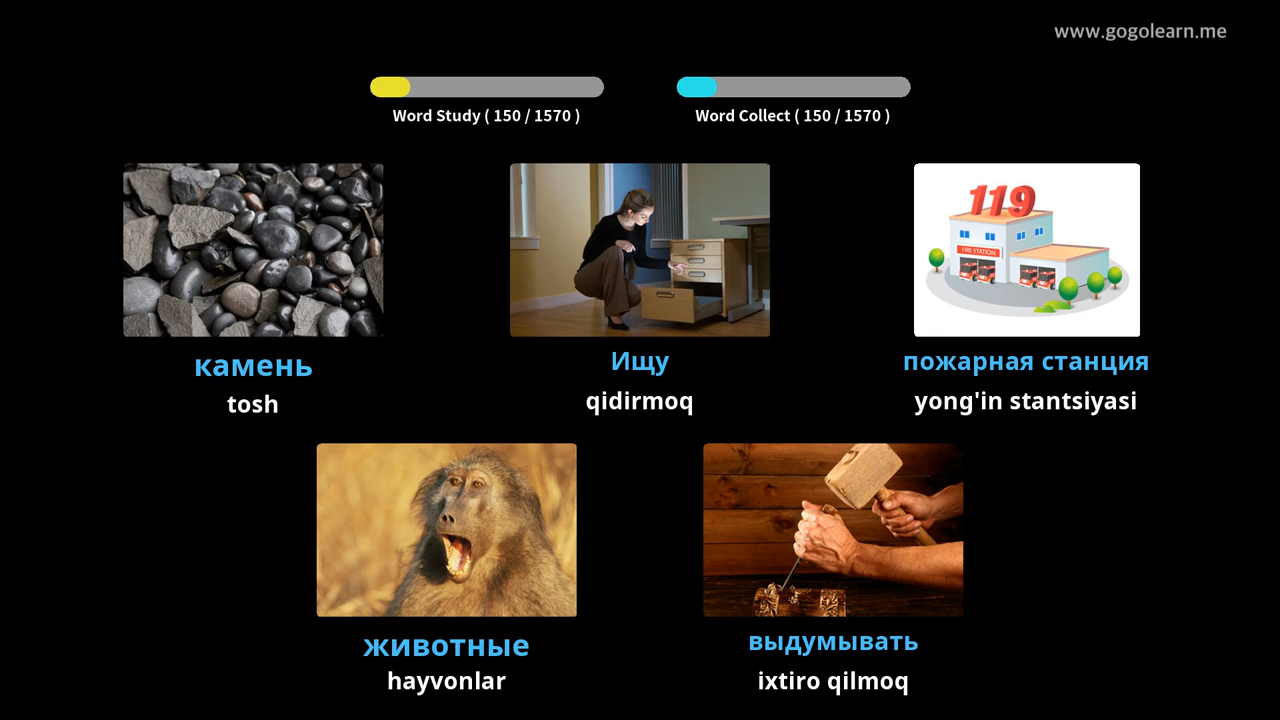 www.gogolearn.me
Word Study ( 150 / 1570 )
Word Collect ( 150 / 1570 )
119
FIRE STATION
камень
tosh
Ищу
qidirmoq
пожарная станция
yong'in stantsiyasi
животные
hayvonlar
выдумывать
ixtiro qilmoq